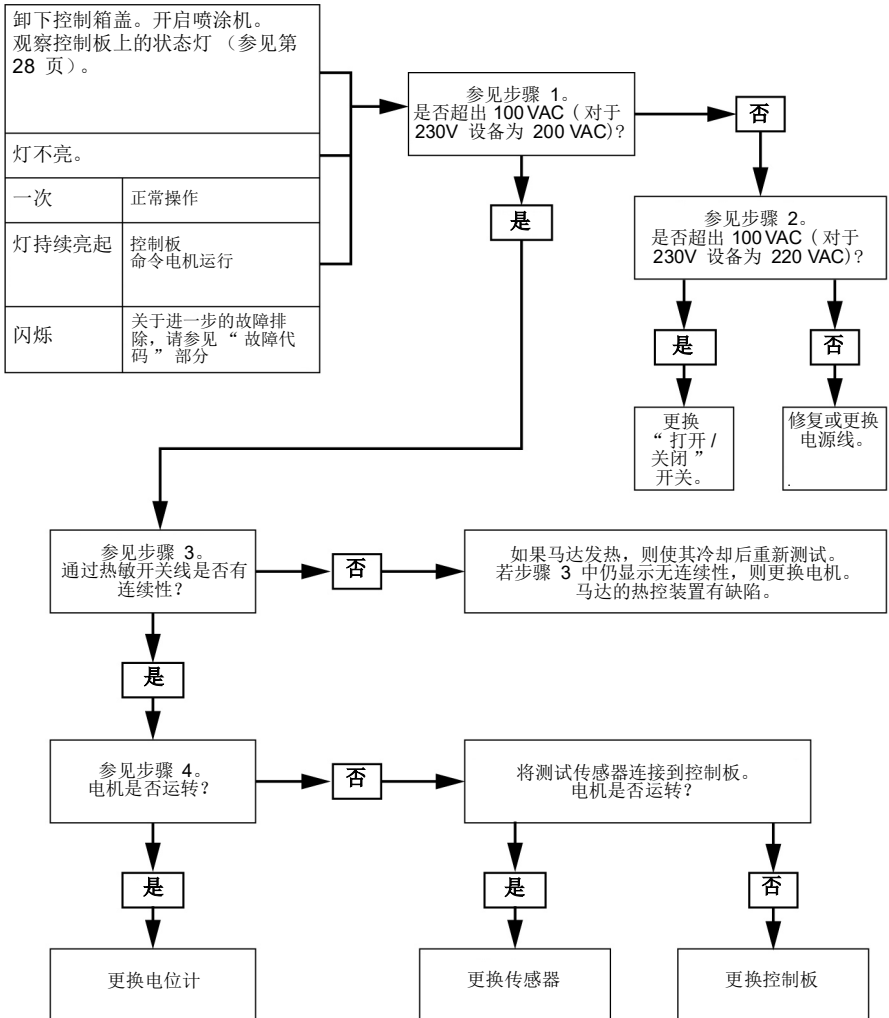 卸下控制箱盖。开启喷涂机。
观察控制板上的状态灯 （参见第
28 页）。
灯不亮。
一次
正常操作
灯持续亮起
控制板
命令电机运行
闪烁
关于进一步的故障排
除，请参见 “ 故障代
码 ” 部分
参见步骤 1。
是否超出 100 VAC（ 对于
230V 设备为 200 VAC)?
否
是
参见步骤 2。
是否超出 100 VAC（ 对于
230V 设备为 220 VAC)?
是
否
更换
“ 打开 /
关闭 ”
开关。
修复或更换
电源线。
.
参见步骤 3。
通过热敏开关线是否有
连续性？
否
如果马达发热，则使其冷却后重新测试。
若步骤 3 中仍显示无连续性，则更换电机。
马达的热控装置有缺陷。
是
参见步骤 4。
电机是否运转？
否
将测试传感器连接到控制板。
电机是否运转？
是
是
否
更换电位计
更换传感器
更换控制板